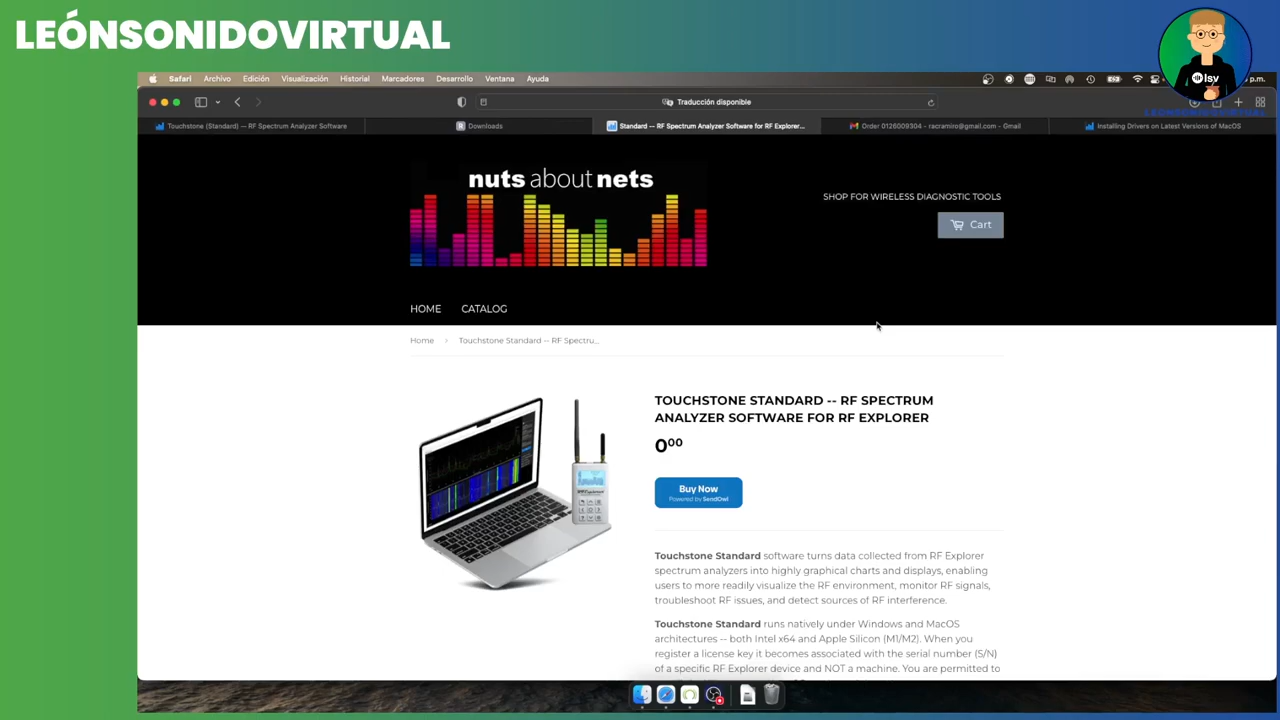 LEÓNSONIDOVIRTUAL
lsv
Safari Archivo Edición Visualización Historial Marcadores Desarrollo Ventana Ayuda
p.m.
Traducción disponible
Touchstone (Standard) -- RF Spectrum Analyzer Software
Downloads
Standard -- RF Spectrum Analyzer Software for RF Explorer...
Order 0126009304 - racramiro@gmail.com - Gmail
Installing Drivers on Latest Versions of MacOS
nuts about nets
SHOP FOR WIRELESS DIAGNOSTIC TOOLS
Cart
HOME CATALOG
Home › Touchstone Standard -- RF Spectru...
TOUCHSTONE STANDARD -- RF SPECTRUM
ANALYZER SOFTWARE FOR RF EXPLORER
000
Buy Now
Powered by SendOwl
Touchstone Standard software turns data collected from RF Explorer
spectrum analyzers into highly graphical charts and displays, enabling
users to more readily visualize the RF environment, monitor RF signals,
troubleshoot RF issues, and detect sources of RF interference.
Touchstone Standard runs natively under Windows and MacOS
architectures -- both Intel x64 and Apple Silicon (M1/M2). When you
register a license key it becomes associated with the serial number (S/N)
of a specific RF Explorer device and NOT a machine. You are permitted to